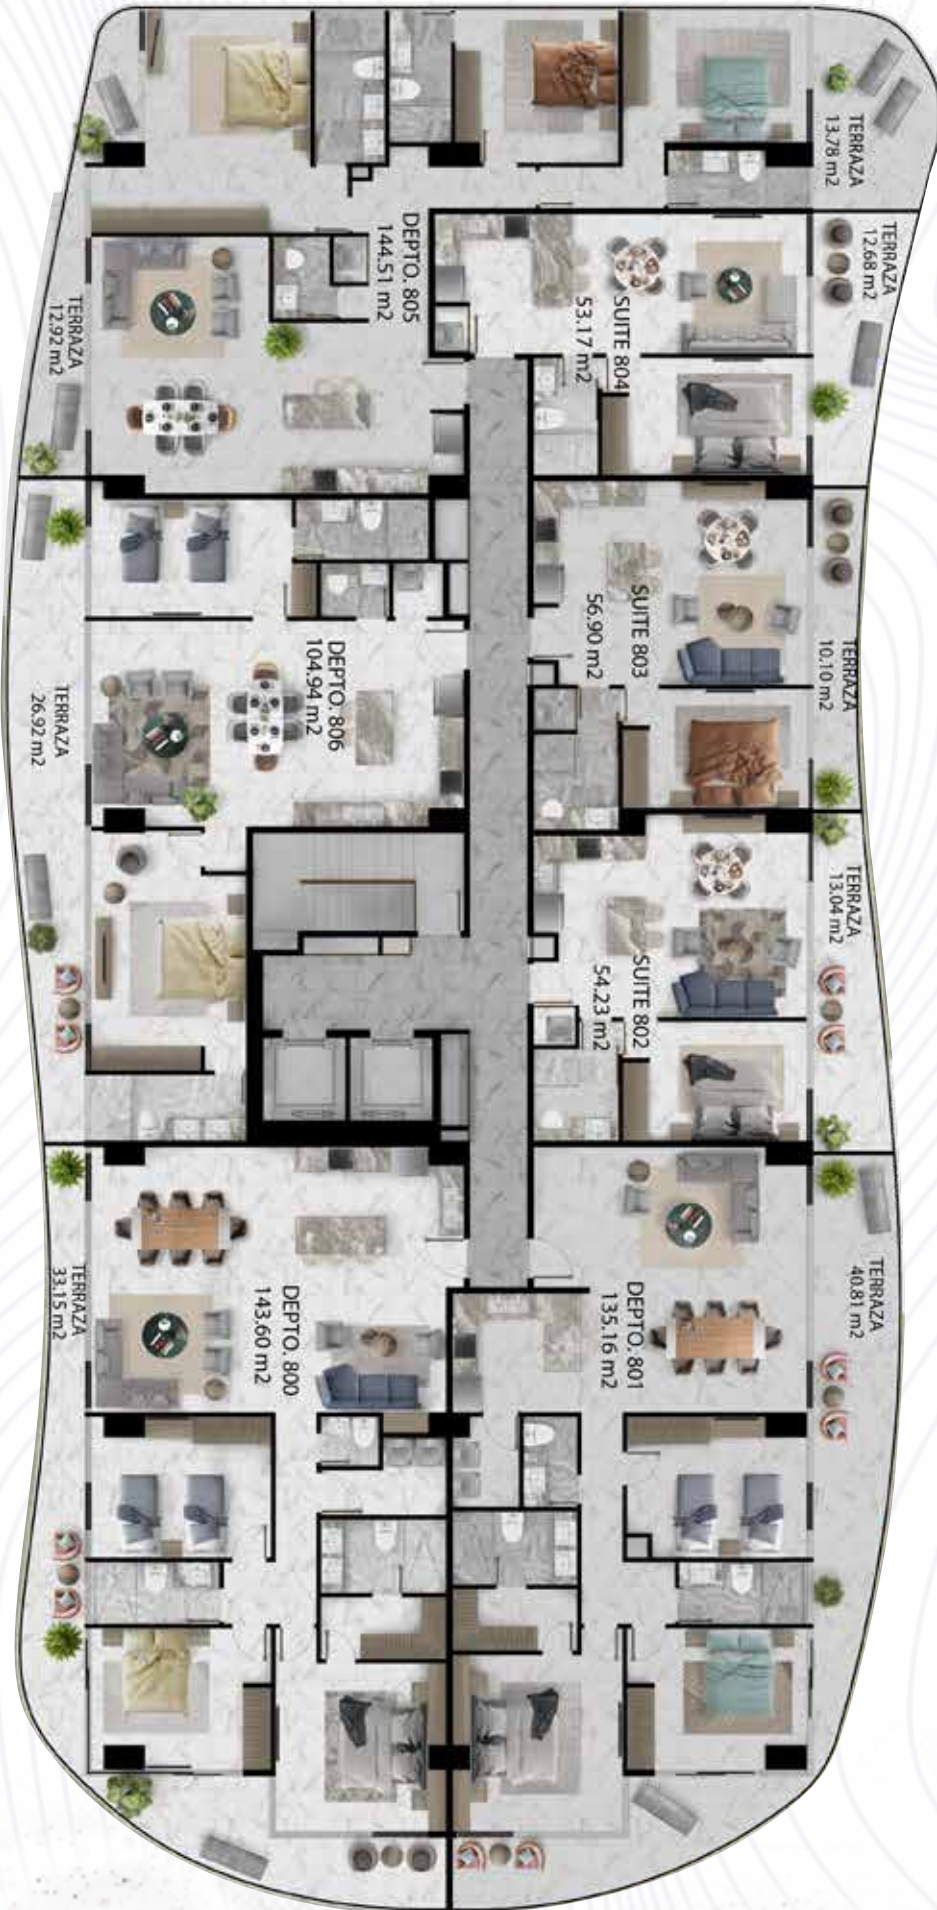 TERRAZA
13.78 m2
TERRAZA
12.68 m2
DEPTO. 805
144.51 m2
SUITE 804
53.17 m2
TERRAZA
12.92 m2
SUITE 803
56.90 m2
TERRAZA
10.10 m2
DEPTO. 806
104.94 m2
TERRAZA
26.92 m2
TERRAZA
13.04 m2
SUITE 802
54.23 m2
TERRAZA
40.81 m2
TERRAZA
33.15 m2
DEPTO. 800
143.60 m2
DEPTO. 801
135.16 m2